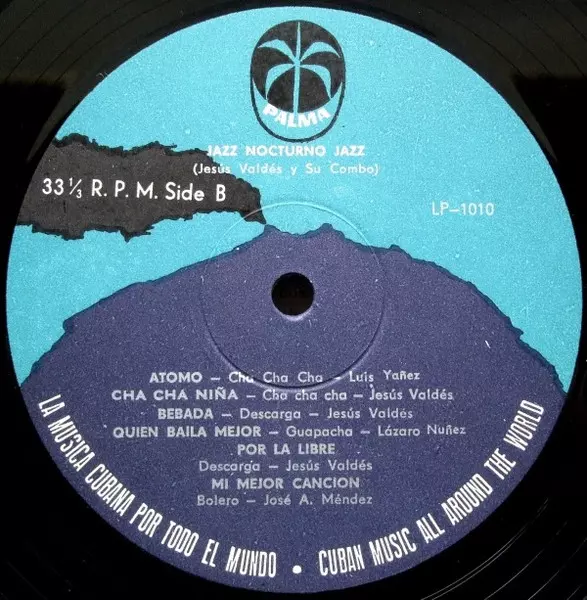 PALMA
JAZZ NOCTURNO JAZZ
(Jesús Valdés y Su Combo)
33 ⅓ R. P. M. Side B
LP-1010
ATOMO - Cha Cha Cha - Luis Yañez
CHA CHA NIÑA - Cha cha cha - Jesús Valdés
BEBADA - Descarga - Jesús Valdés
QUIEN BAILA MEJOR - Guapacha - Lázaro Nuñez
POR LA LIBRE
Descarga - Jesús Valdés
MI MEJOR CANCION
Bolero - José A. Méndez
LA MUSICA CUBANA POR TODO EL MUNDO • CUBAN MUSIC ALL AROUND THE WORLD